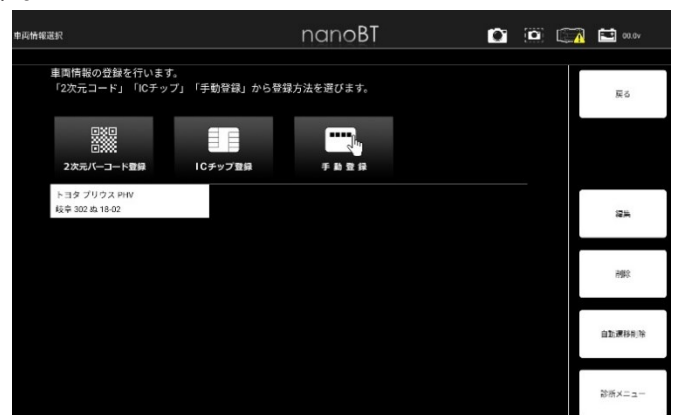 車両情報選択
nanoBT
00.0v
車両情報の登録を行います。
「2次元コード」「ICチップ」「手動登録」から登録方法を選びます。
戻る
2次元バーコード登録
ICチップ登録
手動登録
トヨタ プリウス PHV
岐阜 302 ぬ 18-02
編集
削除
自動遷移削除
診断メニュー